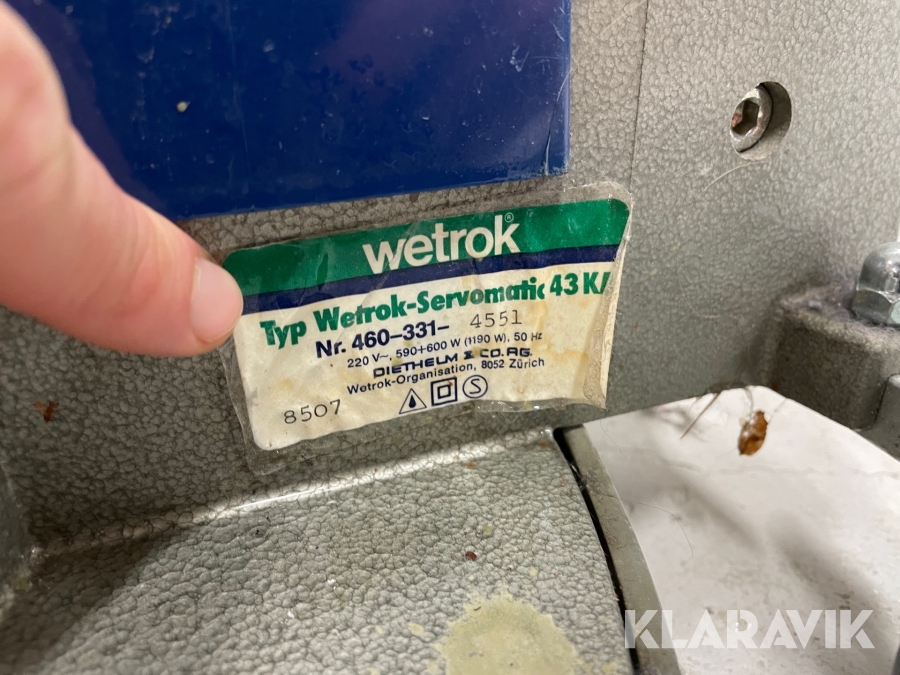 wetrok®
Typ Wetrok-Servomatic 43 K/
Nr. 460-331- 4551
220 V~, 590+600 W (1190 W), 50 Hz
DIETHELM & CO. AG.
Wetrok-Organisation, 8052 Zürich
8507
S
KLARAVIK